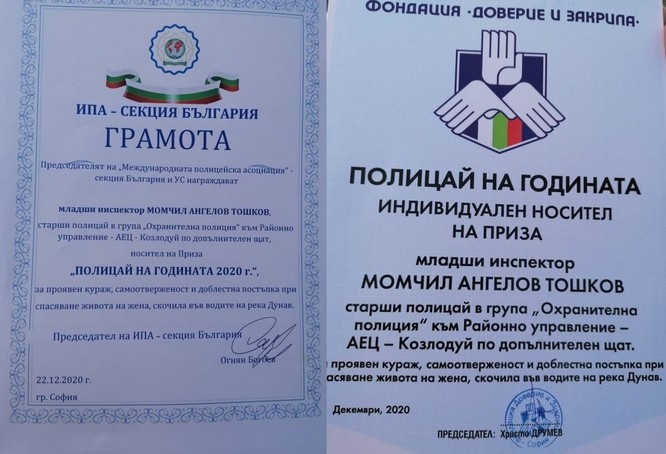 ИПА – СЕКЦИЯ БЪЛГАРИЯ
ГРАМОТА
Председателят на „Международната полицейска асоциация" -
секция България и УС награждават
младши инспектор МОМЧИЛ АНГЕЛОВ ТОШКОВ,
старши полицай в група „Охранителна полиция" към Районно
управление - АЕЦ - Козлодуй по допълнителен щат,
носител на Приза
„ПОЛИЦАЙ НА ГОДИНАТА 2020 г.",
за проявен кураж, самоотверженост и доблестна постъпка при
спасяване живота на жена, скочила във водите на река Дунав.
Председател на ИПА – секция България
Огнян
22.12.2020 г.
гр. София
ФОНДАЦИЯ ·ДОВЕРИЕ И ЗАКРИЛА·
ПОЛИЦАЙ НА ГОДИНАТА
ИНДИВИДУАЛЕН НОСИТЕЛ
НА ПРИЗА
младши инспектор
МОМЧИЛ АНГЕЛОВ ТОШКОВ
старши полицай в група „Охранителна
полиция" към Районно управление –
АЕЦ – Козлодуй по допълнителен щат.
проявен кураж, самоотверженост и доблестна постъпка при
пасяване живота на жена, скочила във водите на река Дунав.
Декември, 2020
ПРЕДСЕДАТЕЛ: Христо ДРУМЕВ